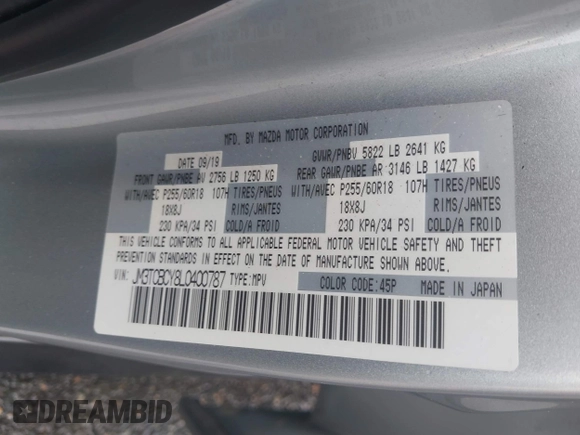 MFD. BY MAZDA MOTOR CORPORATION
DATE 09/19 GVWR/PNBV 5822 LB 2641 KG
FRONT GAWR/PNBE AV 2756 LB 1250 KG REAR GAWR/PNBE AR 3146 LB 1427 KG
WITH/AVEC P255/60R18 107H TIRES/PNEUS WITH/AVEC P255/60R18 107H TIRES/PNEUS
18X8J RIMS/JANTES 18X8J RIMS/JANTES
230 KPA/34 PSI COLD/A FROID 230 KPA/34 PSI COLD/A FROID
THIS VEHICLE CONFORMS TO ALL APPLICABLE FEDERAL MOTOR VEHICLE SAFETY AND THEFT
PREVENTION STANDARDS IN EFFECT ON THE DATE OF MANUFACTURE SHOWN ABOVE.
VIN: JM3TCBCY8L0400787 TYPE:MPV COLOR CODE:45P MADE IN JAPAN
DREAMBID